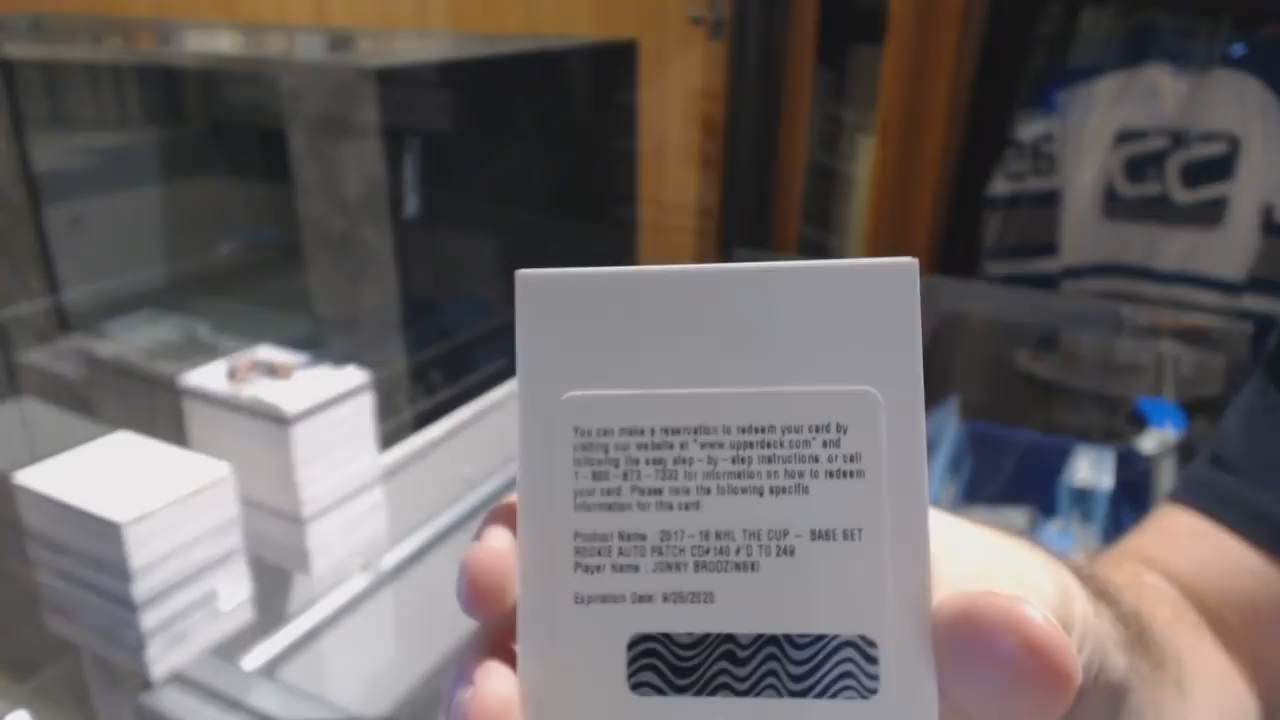 26
You can make a reservation to redeem your card by
visiting our website at "www.upperdeck.com" and
following the easy step-by-step instructions, or call
1-800-873-7332 for information on how to redeem
your card. Please note the following specific
information for this card.
Product Name : 2017-18 NHL THE CUP - BASE SET
ROOKIE AUTO PATCH CD#140 #'D TO 249
Player Name : JONNY BRODZINSKI
Expiration Date: 9/25/2020